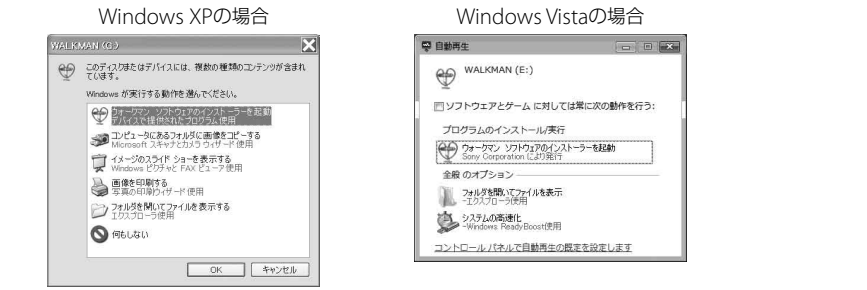 Windows XPの場合
WALKMAN (G:)
このディスクまたはデバイスには、複数の種類のコンテンツが含まれ
ています。
Windows が実行する動作を選んでください。
ウォークマン ソフトウェアのインストーラーを起動
デバイスで提供されたプログラム使用
コンピュータにあるフォルダに画像をコピーする
Microsoft スキャナとカメラ ウィザード使用
イメージのスライド ショーを表示する
Windows ピクチャと FAX ビューア使用
画像を印刷する
写真の印刷ウィザード使用
フォルダを開いてファイルを表示する
エクスプローラ使用
何もしない
OK
キャンセル
Windows Vistaの場合
自動再生
WALKMAN (E:)
ソフトウェアとゲーム に対しては常に次の動作を行う:
プログラムのインストール/実行
ウォークマン ソフトウェアのインストーラーを起動
Sony Corporation により発行
全般 のオプション
フォルダを開いてファイルを表示
-エクスプローラ使用
システムの高速化
-Windows ReadyBoost使用
コントロール パネルで自動再生の既定を設定します